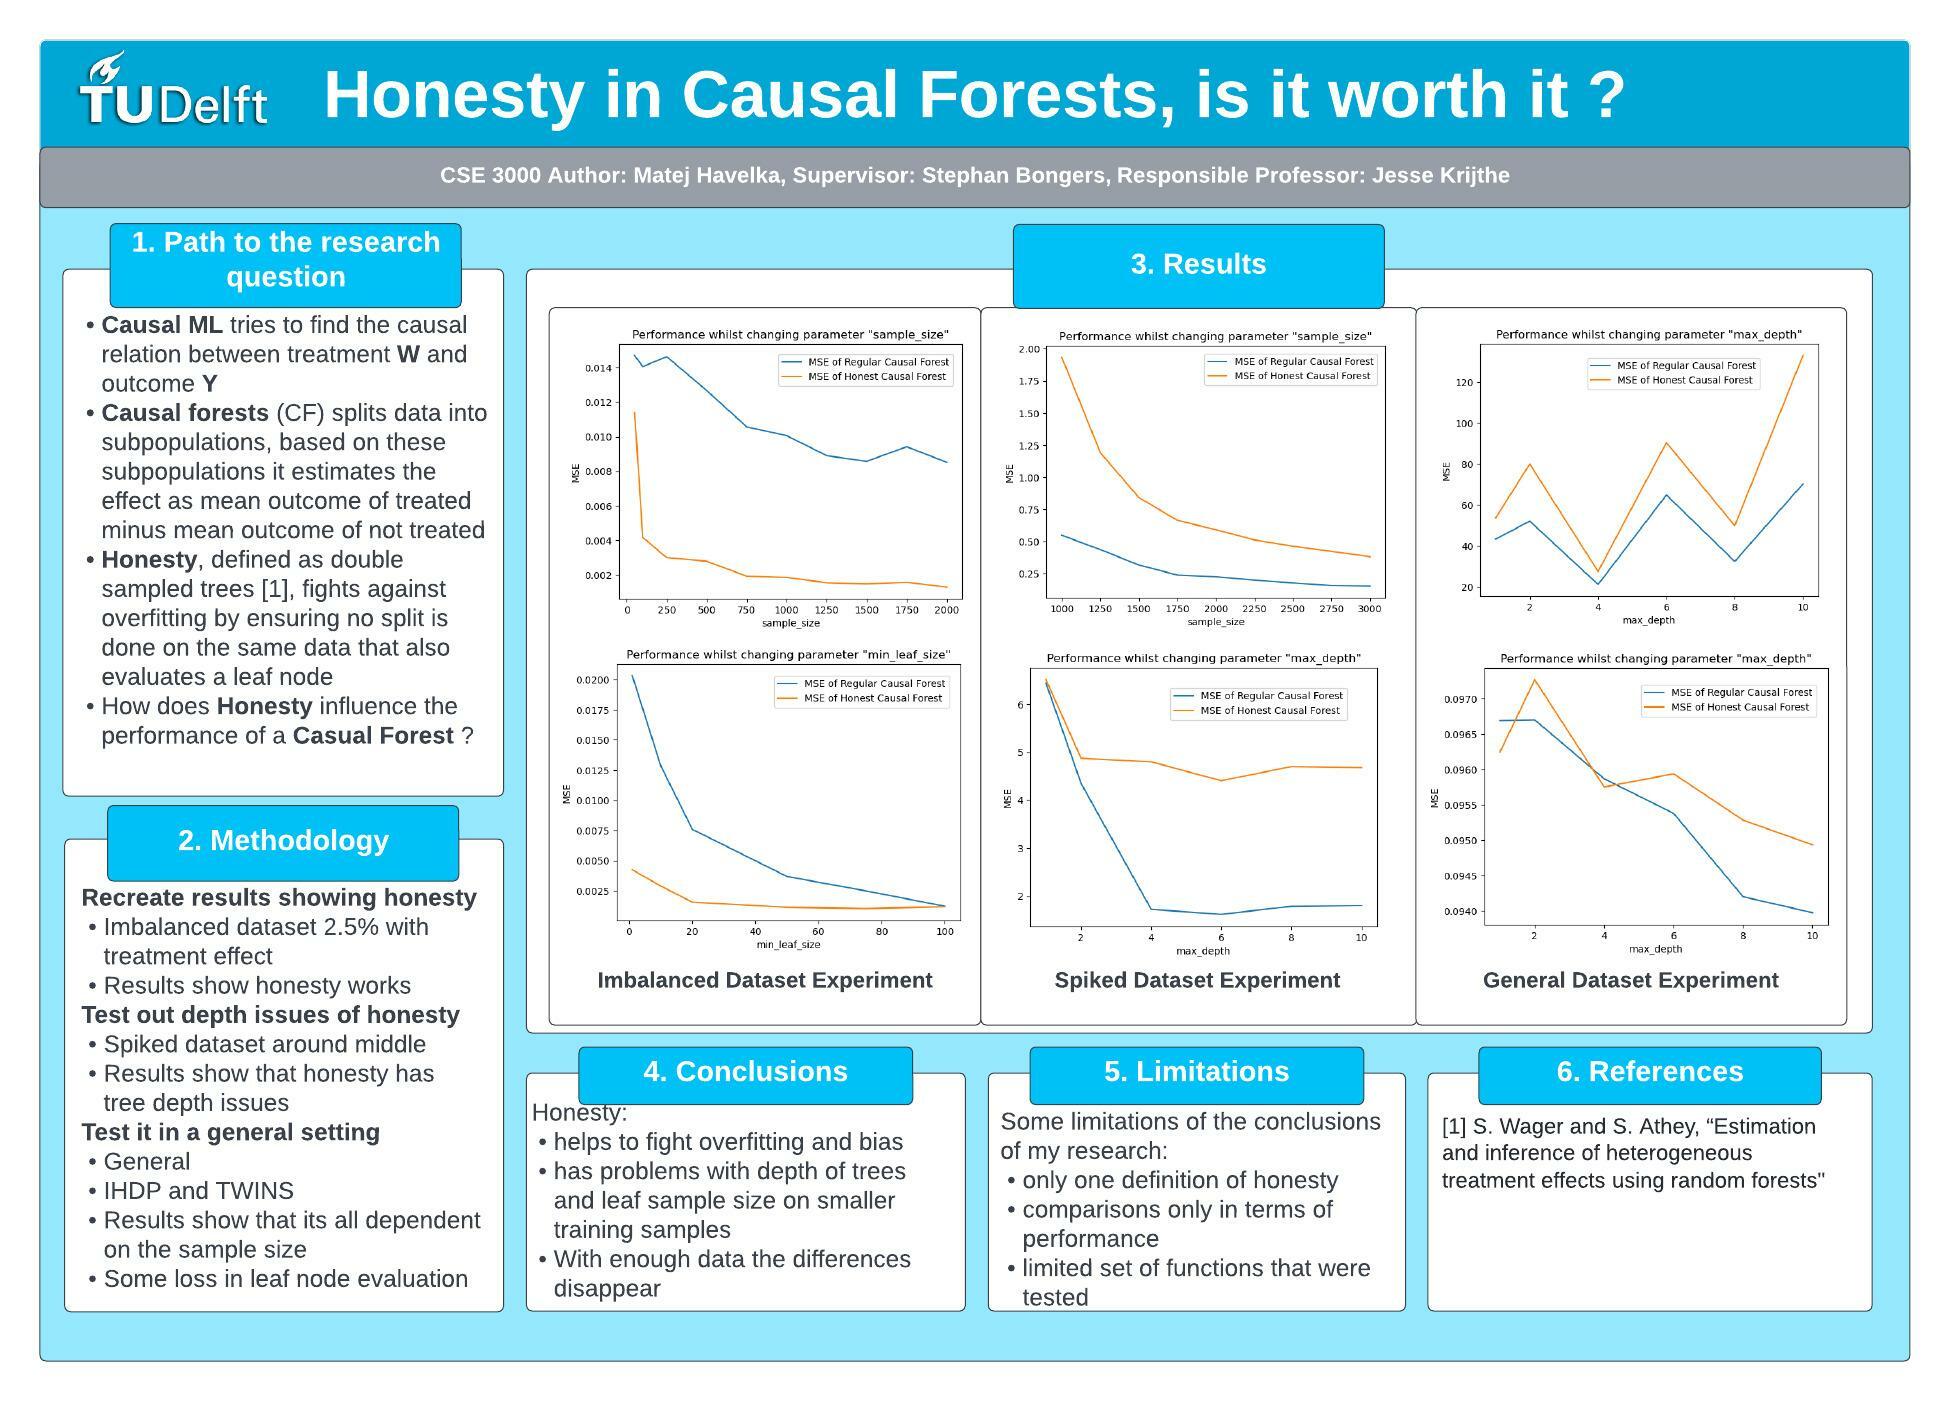 TUDelft
Honesty in Causal Forests, is it worth it ?
CSE 3000 Author: Matej Havelka, Supervisor: Stephan Bongers, Responsible Professor: Jesse Krijthe
1. Path to the research
question
• Causal ML tries to find the causal
relation between treatment W and
outcome Y
• Causal forests (CF) splits data into
subpopulations, based on these
subpopulations it estimates the
effect as mean outcome of treated
minus mean outcome of not treated
• Honesty, defined as double
sampled trees [1], fights against
overfitting by ensuring no split is
done on the same data that also
evaluates a leaf node
• How does Honesty influence the
performance of a Casual Forest ?
2. Methodology
Recreate results showing honesty
• Imbalanced dataset 2.5% with
treatment effect
• Results show honesty works
Test out depth issues of honesty
• Spiked dataset around middle
• Results show that honesty has
tree depth issues
Test it in a general setting
• General
• IHDP and TWINS
• Results show that its all dependent
on the sample size
• Some loss in leaf node evaluation
3. Results
Performance whilst changing parameter "sample_size"
MSE of Regular Causal Forest
MSE of Honest Causal Forest
MSE
0.014
0.012
0.010
0.008
0.006
0.004
0.002
0 250 500 750 1000 1250 1500 1750 2000
sample_size
Performance whilst changing parameter "min_leaf_size"
MSE of Regular Causal Forest
MSE of Honest Causal Forest
MSE
0.0200
0.0175
0.0150
0.0125
0.0100
0.0075
0.0050
0.0025
0 20 40 60 80 100
min_leaf_size
Imbalanced Dataset Experiment
Performance whilst changing parameter "sample_size"
MSE of Regular Causal Forest
MSE of Honest Causal Forest
MSE
2.00
1.75
1.50
1.25
1.00
0.75
0.50
0.25
1000 1250 1500 1750 2000 2250 2500 2750 3000
sample_size
Performance whilst changing parameter "max_depth"
MSE of Regular Causal Forest
MSE of Honest Causal Forest
MSE
6
5
4
3
2
2 4 6 8 10
max_depth
Spiked Dataset Experiment
Performance whilst changing parameter "max_depth"
MSE of Regular Causal Forest
MSE of Honest Causal Forest
MSE
120
100
80
60
40
20
2 4 6 8 10
max_depth
Performance whilst changing parameter "max_depth"
MSE of Regular Causal Forest
MSE of Honest Causal Forest
MSE
0.0970
0.0965
0.0960
0.0955
0.0950
0.0945
0.0940
2 4 6 8 10
max_depth
General Dataset Experiment
4. Conclusions
Honesty:
• helps to fight overfitting and bias
• has problems with depth of trees
and leaf sample size on smaller
training samples
• With enough data the differences
disappear
5. Limitations
Some limitations of the conclusions
of my research:
• only one definition of honesty
• comparisons only in terms of
performance
• limited set of functions that were
tested
6. References
[1] S. Wager and S. Athey, “Estimation
and inference of heterogeneous
treatment effects using random forests"